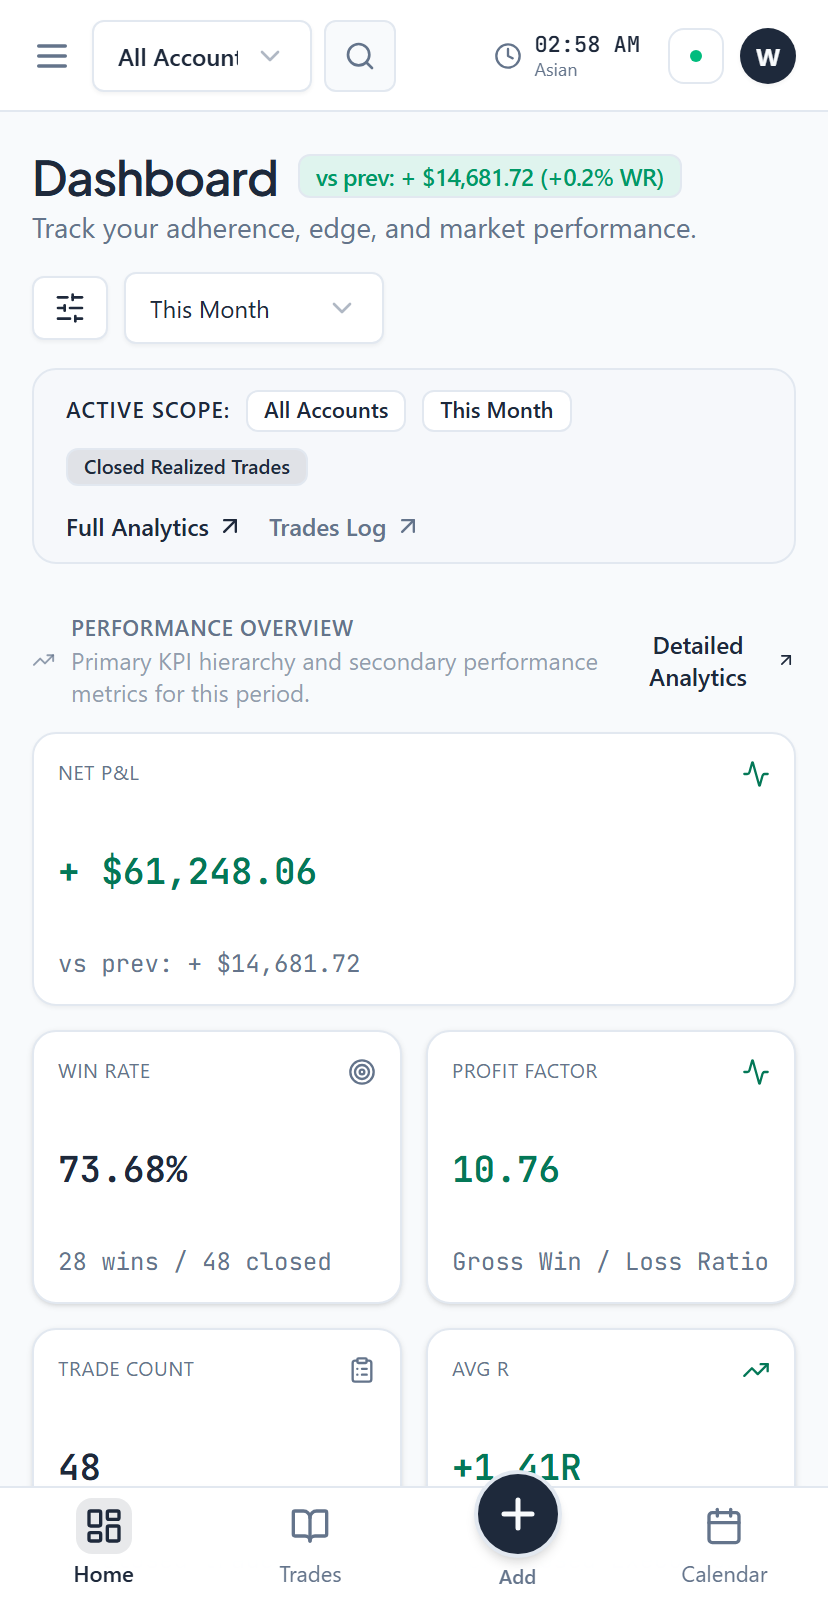 All Account
02:58 AM
Asian
W
Dashboard
vs prev: + $14,681.72 (+0.2% WR)
Track your adherence, edge, and market performance.
This Month
ACTIVE SCOPE:
All Accounts
This Month
Closed Realized Trades
Full Analytics
Trades Log
PERFORMANCE OVERVIEW
Primary KPI hierarchy and secondary performance
metrics for this period.
Detailed
Analytics
NET P&L
+ $61,248.06
vs prev: + $14,681.72
WIN RATE
73.68%
28 wins / 48 closed
PROFIT FACTOR
10.76
Gross Win / Loss Ratio
TRADE COUNT
48
AVG R
+1.41R
Home
Trades
Add
Calendar